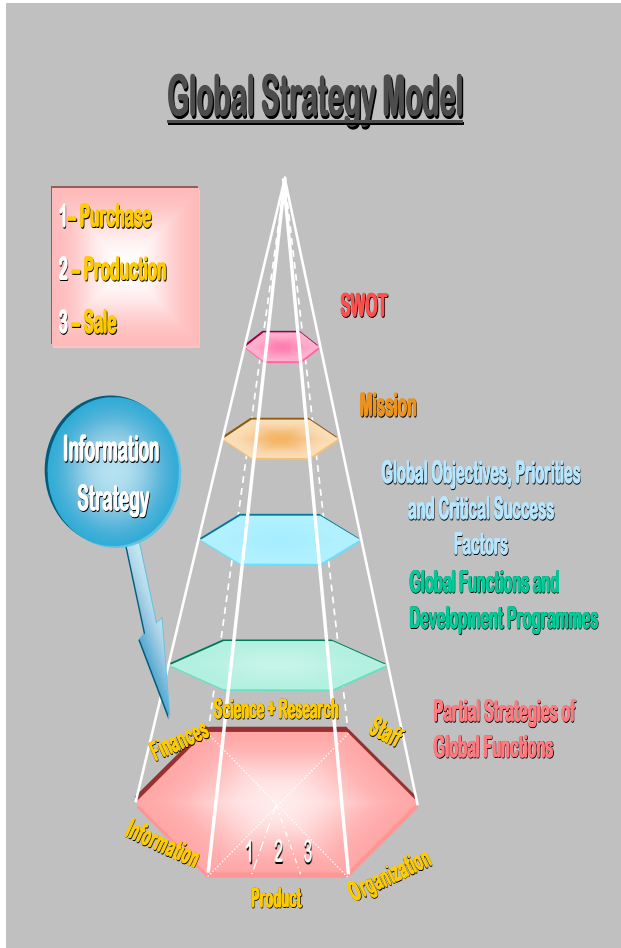 Global Strategy Model
1– Purchase
2 – Production
3 – Sale
SWOT
Mission
Information
Strategy
Global Objectives, Priorities
and Critical Success
Factors
Global Functions and
Development Programmes
Science + Research
Finances
Staff
Partial Strategies of
Global Functions
Information
1 2 3
Organization
Product